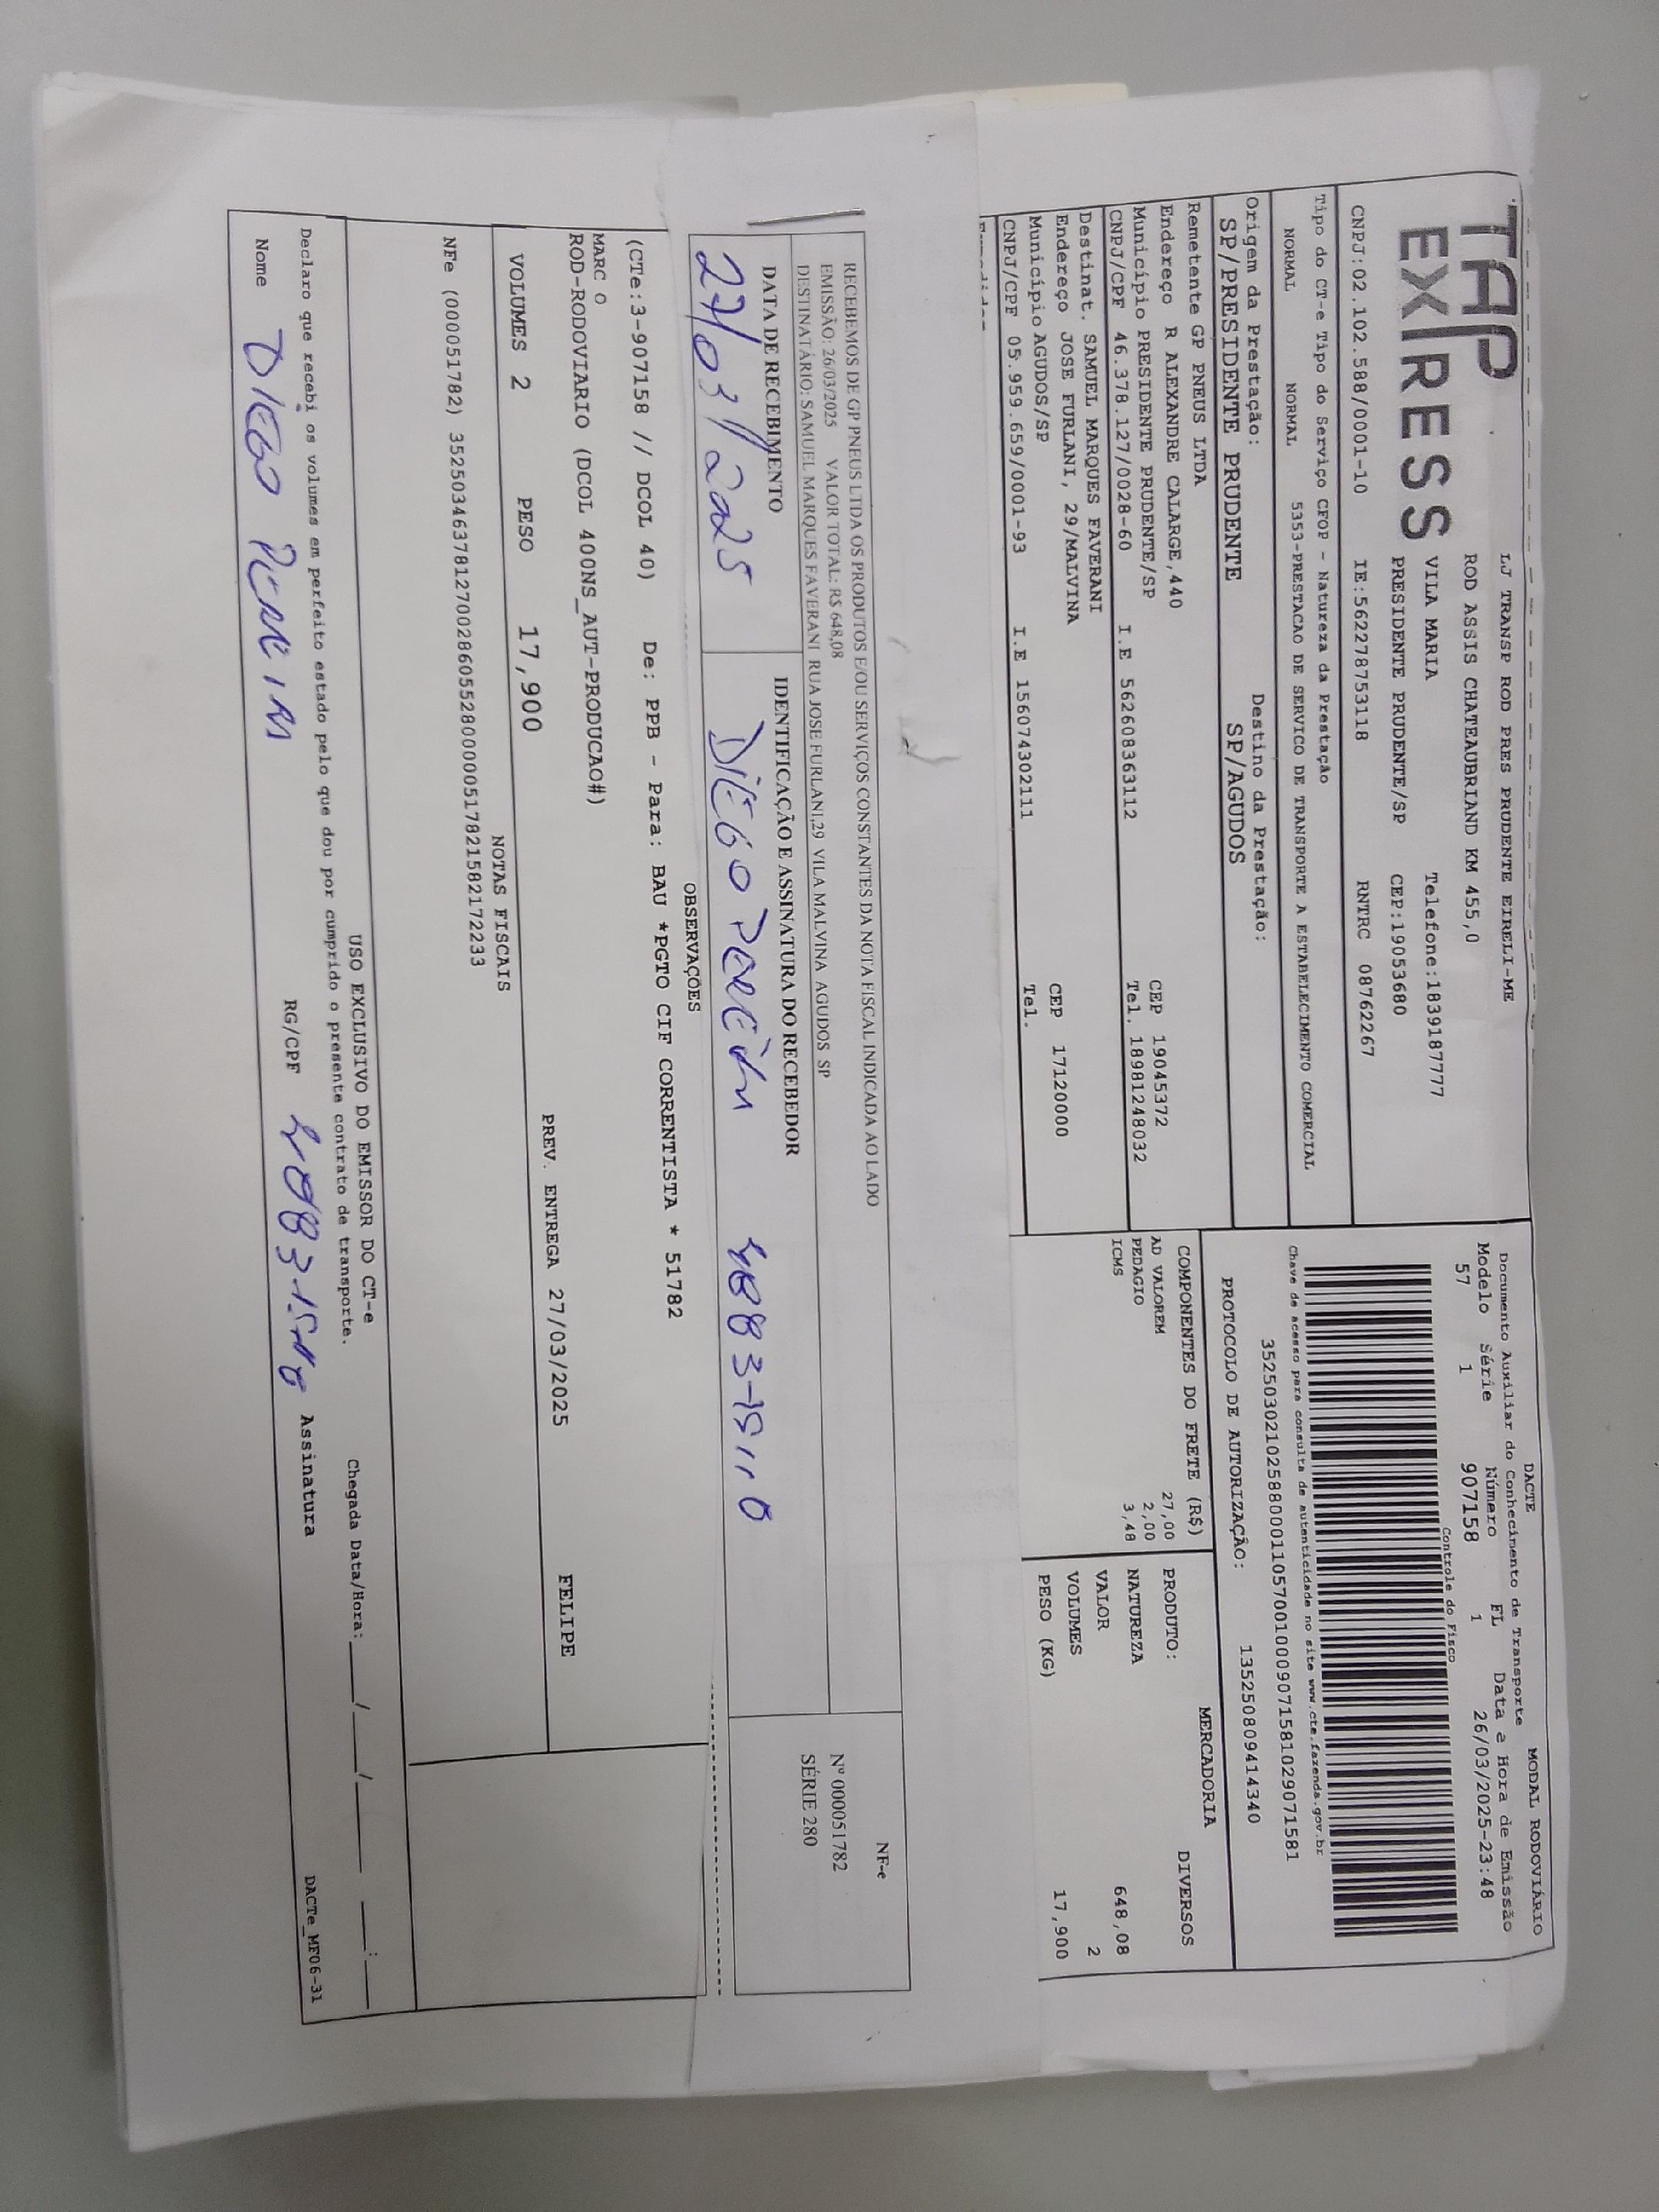 TAP
EXPRESS
LJ TRANSP ROD PRES PRUDENTE EIRELI-ME
ROD ASSIS CHATEAUBRIAND KM 455,0
VILA MARIA Telefone:1839187777
PRESIDENTE PRUDENTE/SP CEP:19053680
CNPJ:02.102.588/0001-10 IE:562278753118 RNTRC 08762267
Tipo do CT-e Tipo do Serviço CFOP - Natureza da Prestação
NORMAL NORMAL 5353-PRESTACAO DE SERVICO DE TRANSPORTE A ESTABELECIMENTO COMERCIAL
Origem da Prestação: Destino da Prestação:
SP/PRESIDENTE PRUDENTE SP/AGUDOS
Remetente GP PNEUS LTDA
Endereço R ALEXANDRE CALARGE,440 CEP 19045372
Município PRESIDENTE PRUDENTE/SP Tel. 18981248032
CNPJ/CPF 46.378.127/0028-60 I.E 562608363112
Destinat. SAMUEL MARQUES FAVERANI
Endereço JOSE FURLANI, 29/MALVINA CEP 17120000
Município AGUDOS/SP Tel.
CNPJ/CPF 05.959.659/0001-93 I.E 156074302111
DACTE MODAL RODOVIÁRIO
Documento Auxiliar do Conhecimento de Transporte
Modelo Série Número FL Data e Hora de Emissão
57 1 907158 1 26/03/2025-23:48
Controle do Fisco
Chave de acesso para consulta de autenticidade no site www.cte.fazenda.gov.br
35250302102588000110570010009071581029071581
PROTOCOLO DE AUTORIZAÇÃO: 135250809414340
COMPONENTES DO FRETE (R$)
AD VALOREM 27,00
PEDAGIO 2,00
ICMS 3,48
MERCADORIA
PRODUTO: DIVERSOS
NATUREZA
VALOR 648,08
VOLUMES 2
PESO (KG) 17,900
RECEBEMOS DE GP PNEUS LTDA OS PRODUTOS E/OU SERVIÇOS CONSTANTES DA NOTA FISCAL INDICADA AO LADO
EMISSÃO: 26/03/2025 VALOR TOTAL: R$ 648,08
DESTINATÁRIO: SAMUEL MARQUES FAVERANI RUA JOSE FURLANI,29 VILA MALVINA AGUDOS SP
NF-e
Nº 000051782
SÉRIE 280
DATA DE RECEBIMENTO IDENTIFICAÇÃO E ASSINATURA DO RECEBEDOR
27/03/2025 DIEGO
OBSERVAÇÕES
(CTe:3-907158 // DCOL 40) De: PPB - Para: BAU *PGTO CIF CORRENTISTA * 51782
MARC O
ROD-RODOVIARIO (DCOL 400NS_AUT-PRODUCAO#)
VOLUMES 2 PESO 17,900 PREV. ENTREGA 27/03/2025 FELIPE
NOTAS FISCAIS
NFe (000051782) 35250346378127002860552800000517821582172233
USO EXCLUSIVO DO EMISSOR DO CT-e
Declaro que recebi os volumes em perfeito estado pelo que dou por cumprido o presente contrato de transporte. Chegada Data/Hora:____/____/____ ___:___
Nome DIEGO RG/CPF Assinatura DACTe_MF06-31